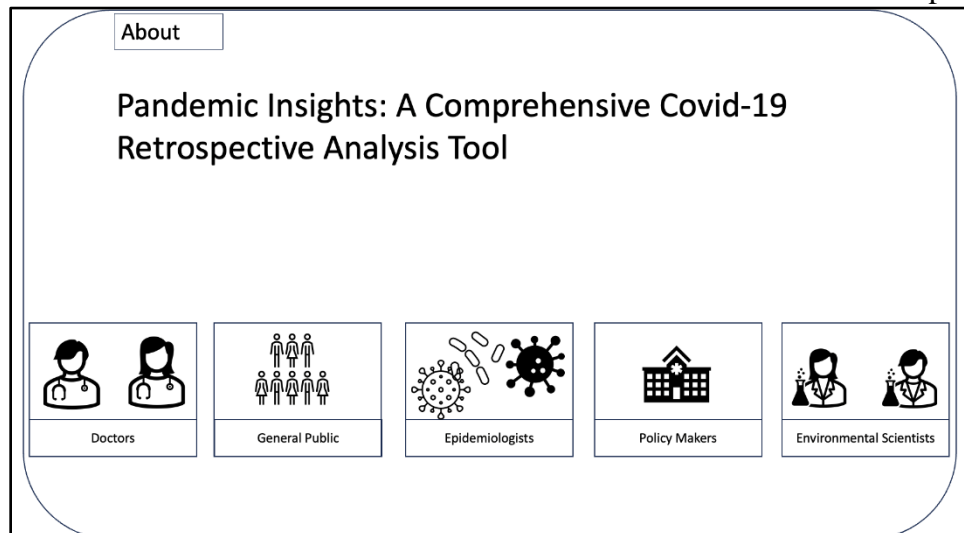 About
Pandemic Insights: A Comprehensive Covid-19
Retrospective Analysis Tool
Doctors
General Public
Epidemiologists
Policy Makers
Environmental Scientists